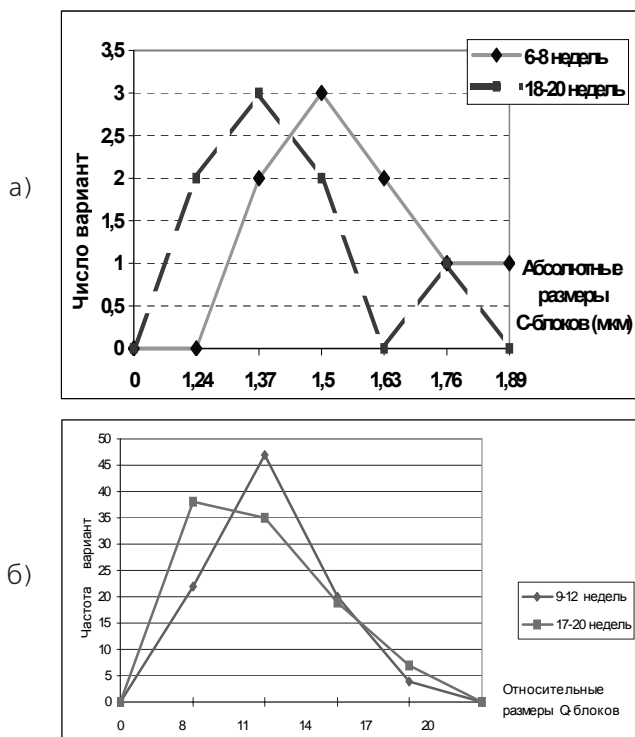 а)
Число вариант
3,5
3
2,5
2
1,5
1
0,5
0
0 1,24 1,37 1,5 1,63 1,76 1,89
6-8 недель
18-20 недель
Абсолютные
размеры
С-блоков (мкм)
б)
Частота вариант
50
45
40
35
30
25
20
15
10
5
0
0 8 11 14 17 20
9-12 недель
17-20 недель
Относительные
размеры Q-блоков